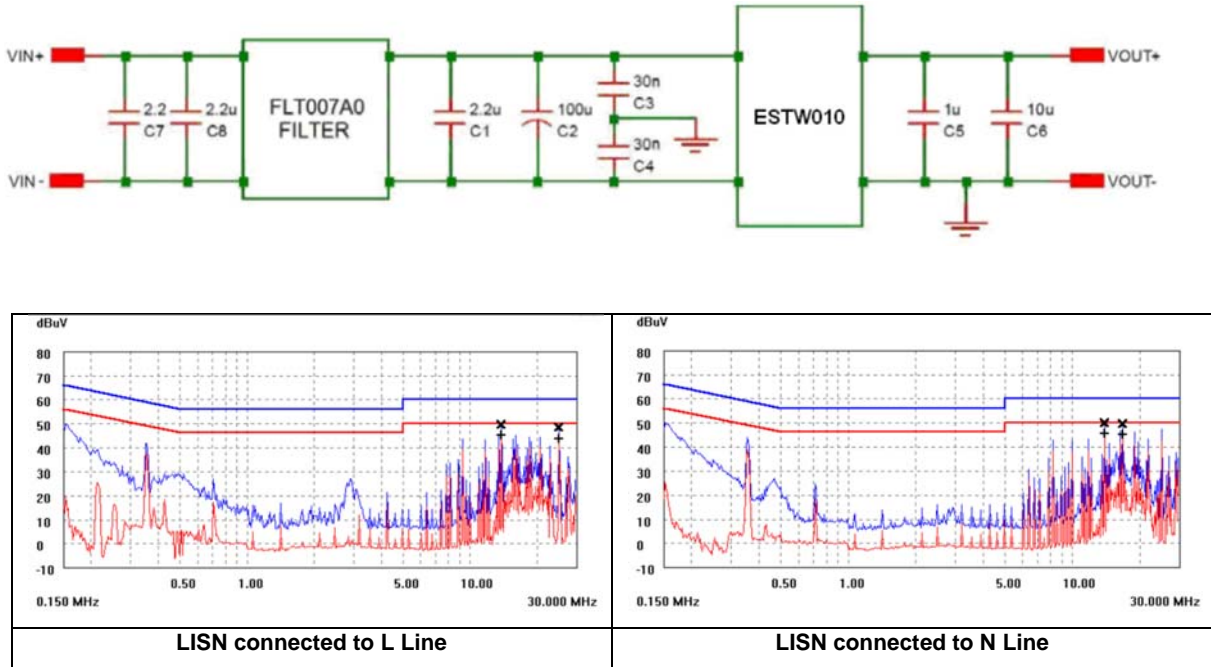 VIN+
VIN -
2.2
C7
2.2u
C8
FLT007A0
FILTER
2.2u
C1
100u
C2
30n
C3
30n
C4
ESTW010
1u
C5
10u
C6
VOUT+
VOUT-
dBuV
80
70
60
50
40
30
20
10
0
-10
0.50 1.00 5.00 10.00
0.150 MHz 30.000 MHz
LISN connected to L Line
dBuV
80
70
60
50
40
30
20
10
0
-10
0.50 1.00 5.00 10.00
0.150 MHz 30.000 MHz
LISN connected to N Line